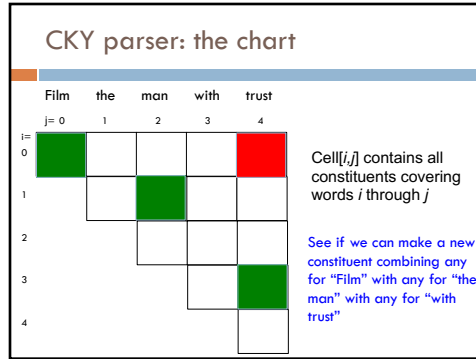 CKY parser: the chart
Film the man with trust
j= 0 1 2 3 4
i=
0
1
2
3
4
Cell[i,j] contains all
constituents covering
words i through j
See if we can make a new
constituent combining any
for “Film” with any for “the
man” with any for “with
trust”